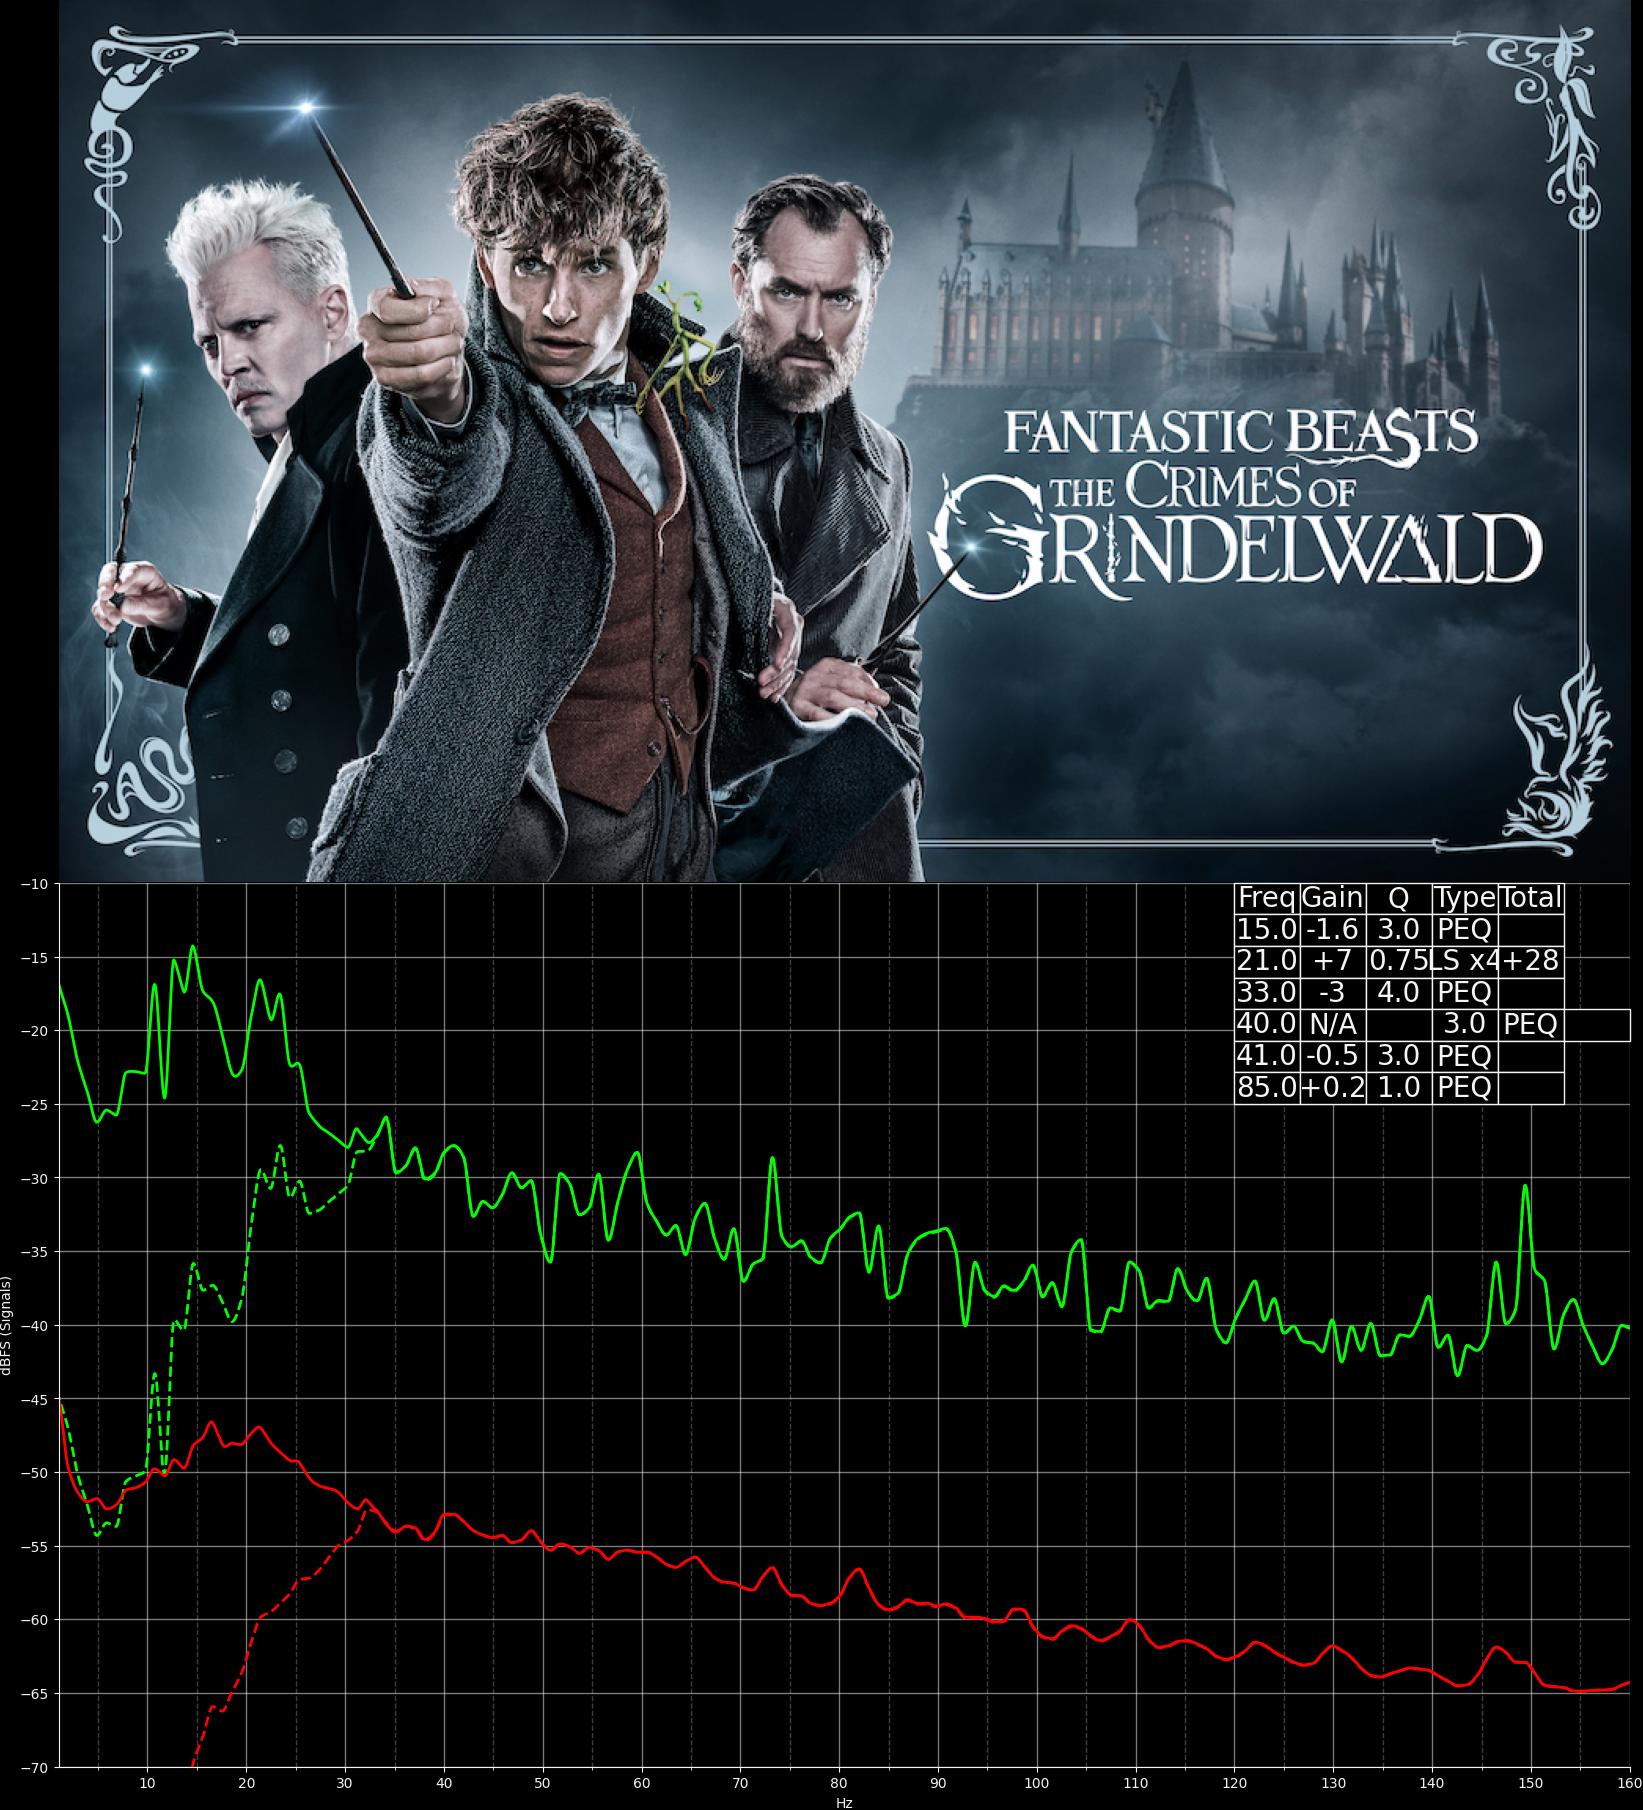 FANTASTIC BEASTS
THE CRIMES OF
GRINDELWALD
−10
−15
−20
−25
−30
−35
−40
−45
−50
−55
−60
−65
−70
dBFS (Signals)
Freq Gain Q Type Total
15.0 -1.6 3.0 PEQ
21.0 +7 0.75 LS x4 +28
33.0 -3 4.0 PEQ
40.0 N/A 3.0 PEQ
41.0 -0.5 3.0 PEQ
85.0 +0.2 1.0 PEQ
10 20 30 40 50 60 70 80 90 100 110 120 130 140 150 160
Hz